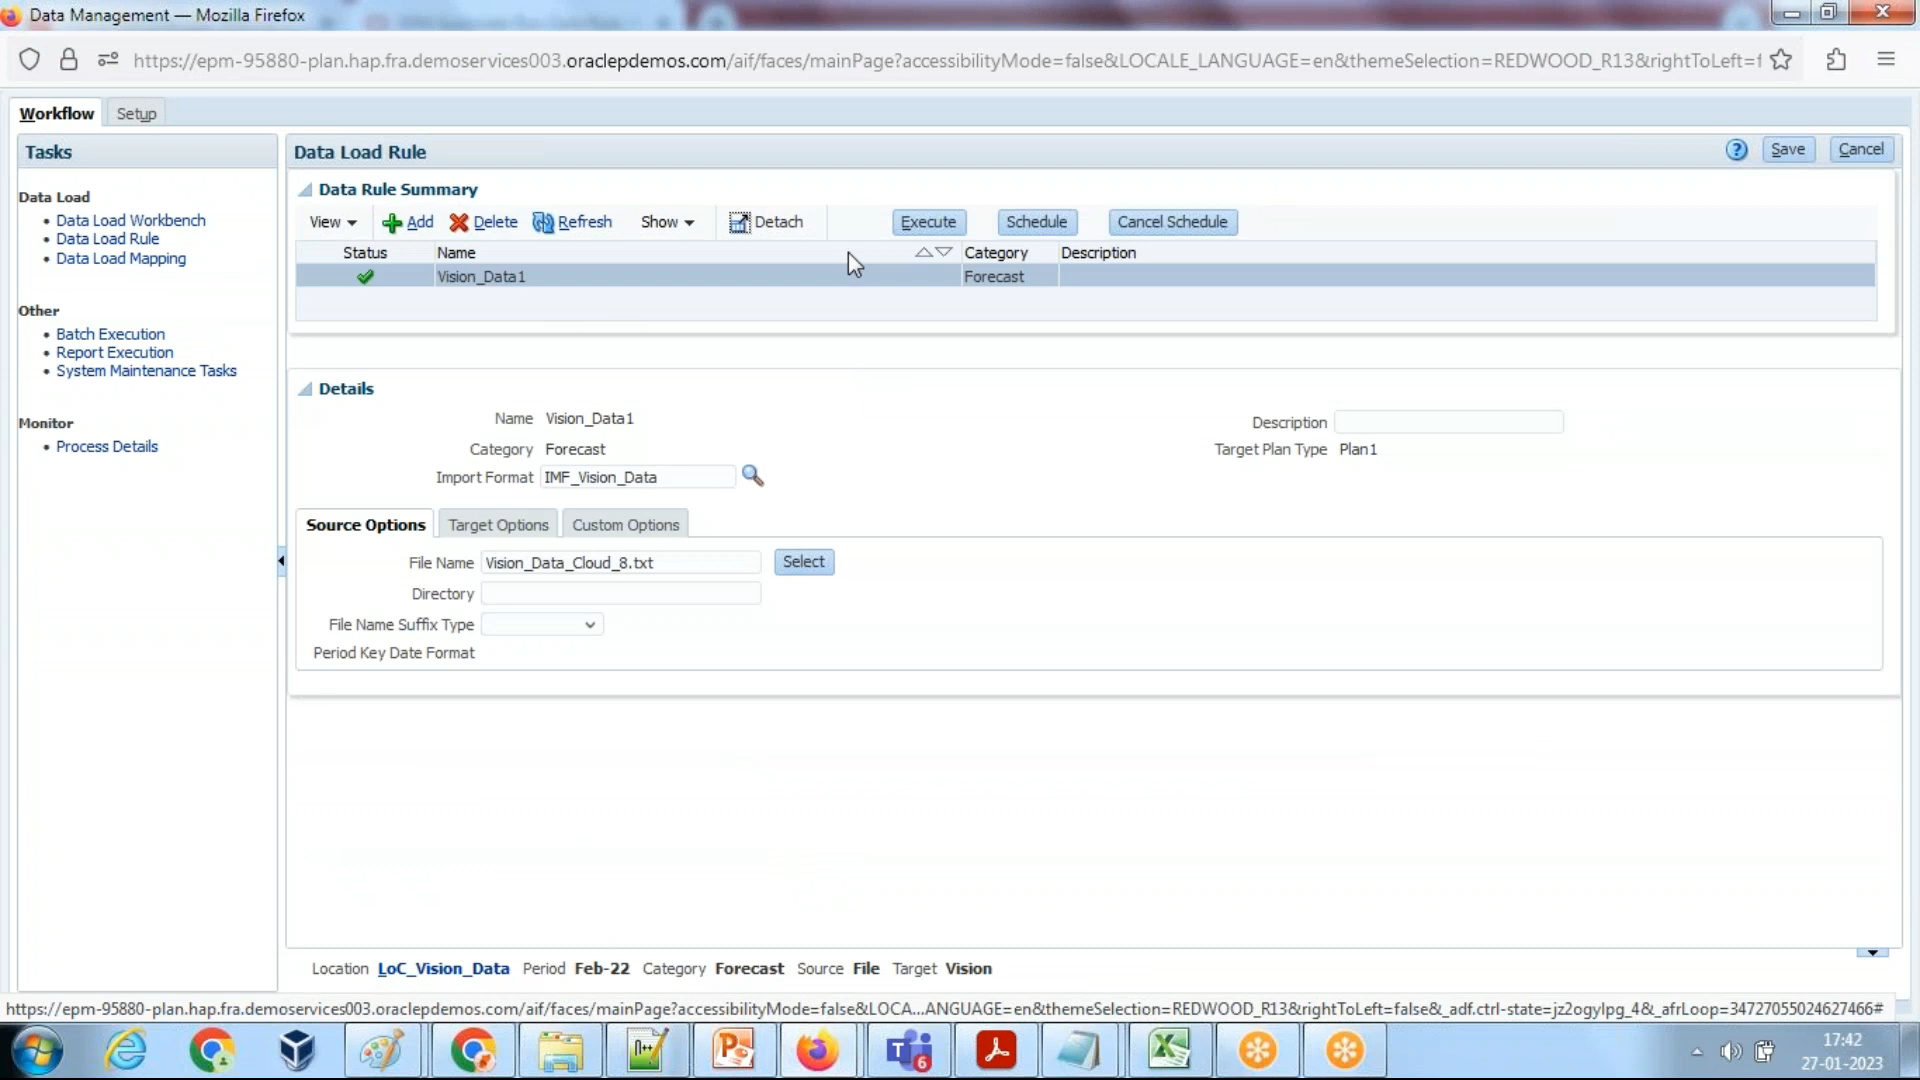 Data Management — Mozilla Firefox
https://epm-95880-plan.hap.fra.demoservices003.oraclepdemos.com/aif/faces/mainPage?accessibilityMode=false&LOCALE_LANGUAGE=en&themeSelection=REDWOOD_R13&rightToLeft=f
Workflow Setup
Tasks
Data Load
Data Load Workbench
Data Load Rule
Data Load Mapping
Other
Batch Execution
Report Execution
System Maintenance Tasks
Monitor
Process Details
Data Load Rule ? Save Cancel
Data Rule Summary
View Add Delete Refresh Show Detach Execute Schedule Cancel Schedule
Status Name Category Description
Vision_Data1 Forecast
Details
Name Vision_Data1 Description
Category Forecast Target Plan Type Plan1
Import Format IMF_Vision_Data
Source Options Target Options Custom Options
File Name Vision_Data_Cloud_8.txt Select
Directory
File Name Suffix Type
Period Key Date Format
Location LoC_Vision_Data Period Feb-22 Category Forecast Source File Target Vision
https://epm-95880-plan.hap.fra.demoservices003.oraclepdemos.com/aif/faces/mainPage?accessibilityMode=false&LOCA...ANGUAGE=en&themeSelection=REDWOOD_R13&rightToLeft=false&_adf.ctrl-state=jz2ogylpg_4&_afrLoop=34727055024627466#
6
17:42
27-01-2023